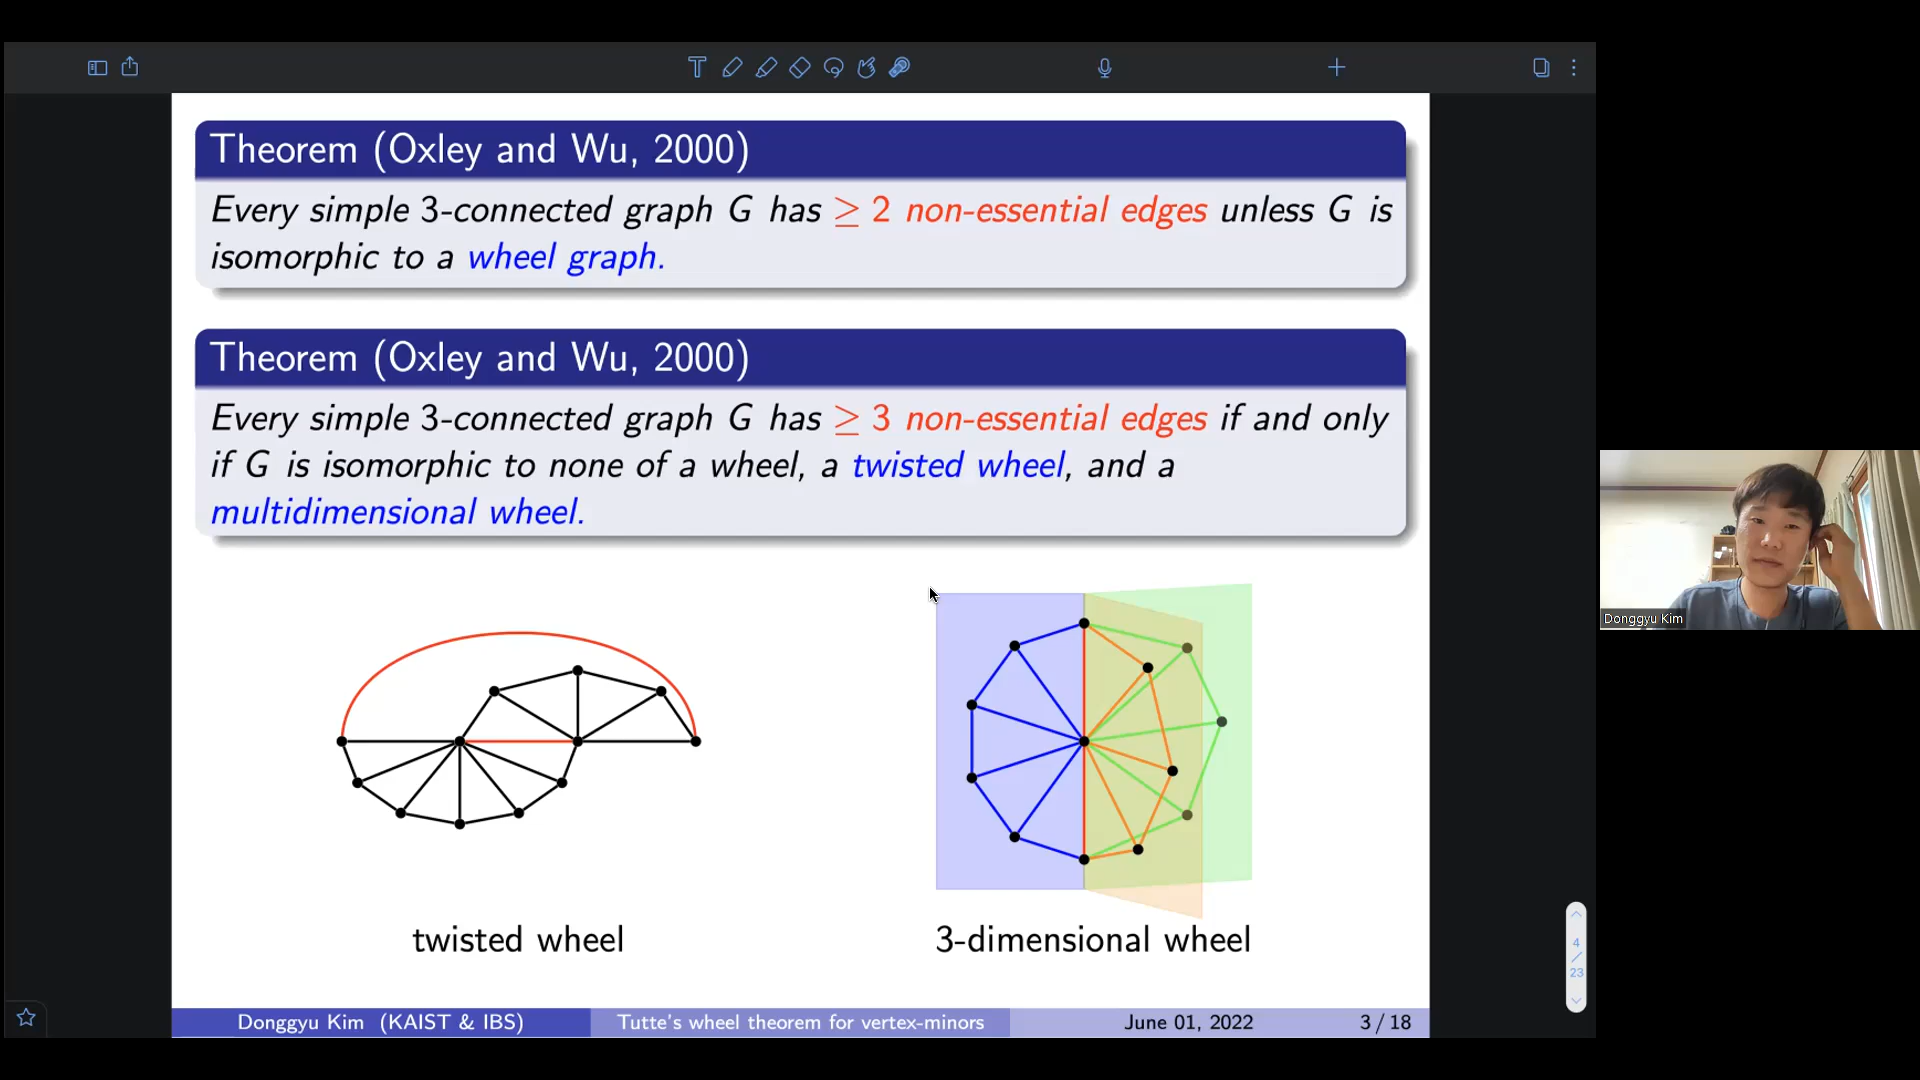 Theorem (Oxley and Wu, 2000)
Every simple 3-connected graph G has ≥ 2 non-essential edges unless G is
isomorphic to a wheel graph.
Theorem (Oxley and Wu, 2000)
Every simple 3-connected graph G has ≥ 3 non-essential edges if and only
if G is isomorphic to none of a wheel, a twisted wheel, and a
multidimensional wheel.
twisted wheel
3-dimensional wheel
Donggyu Kim (KAIST & IBS)
Tutte's wheel theorem for vertex-minors
June 01, 2022
3 / 18
4
/
23
Donggyu Kim